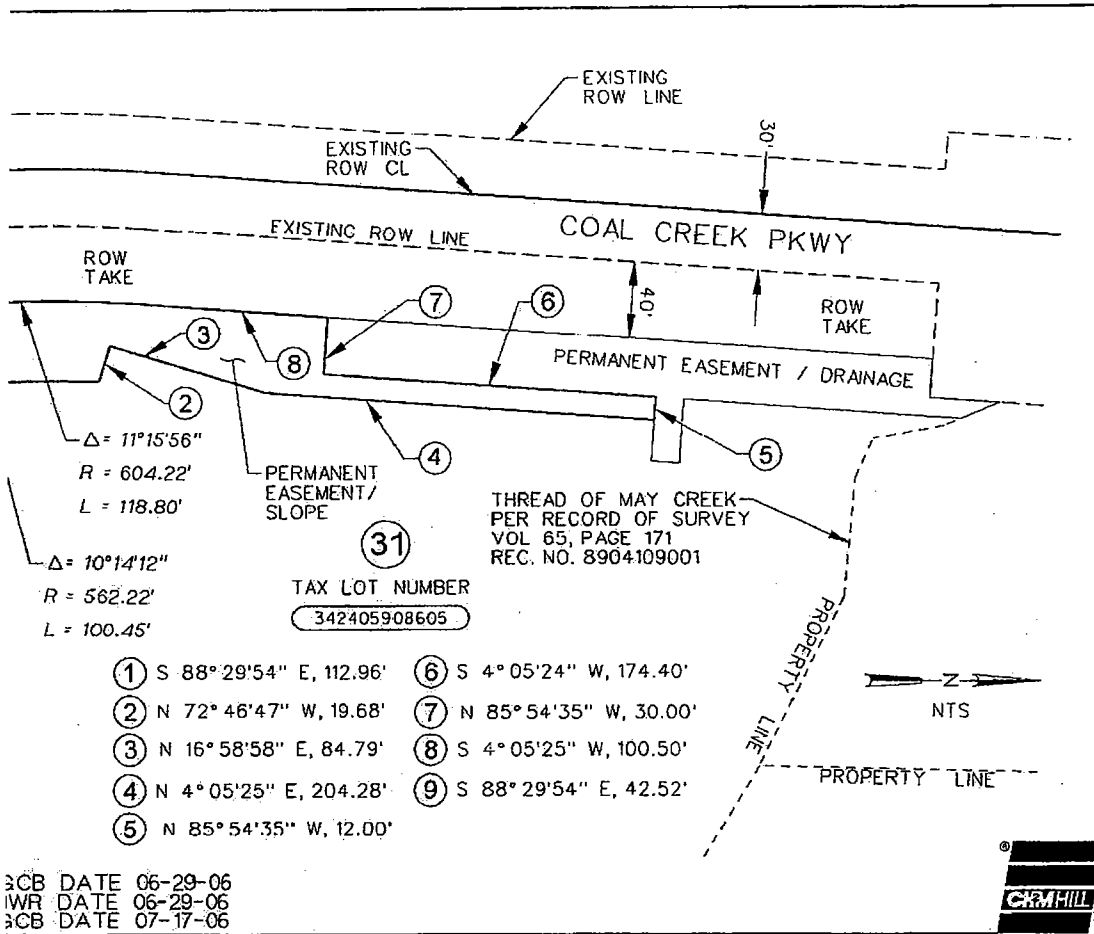 EXISTING
ROW LINE
30'
EXISTING
ROW CL
EXISTING ROW LINE
COAL CREEK PKWY
ROW
TAKE
40'
ROW
TAKE
7
6
3
8
PERMANENT EASEMENT / DRAINAGE
2
4
5
Δ= 11°15'56"
R = 604.22'
L = 118.80'
PERMANENT
EASEMENT/
SLOPE
THREAD OF MAY CREEK
PER RECORD OF SURVEY
VOL 65, PAGE 171
REC. NO. 8904109001
Δ= 10°14'12"
R = 562.22'
L = 100.45'
31
TAX LOT NUMBER
342405908605
PROPERTY LINE
1 S 88°29'54" E, 112.96'
2 N 72°46'47" W, 19.68'
3 N 16°58'58" E, 84.79'
4 N 4°05'25" E, 204.28'
5 N 85°54'35" W, 12.00'
6 S 4°05'24" W, 174.40'
7 N 85°54'35" W, 30.00'
8 S 4°05'25" W, 100.50'
9 S 88°29'54" E, 42.52'
Z
NTS
PROPERTY LINE
GCB DATE 06-29-06
WR DATE 06-29-06
GCB DATE 07-17-06
®
CH2MHILL